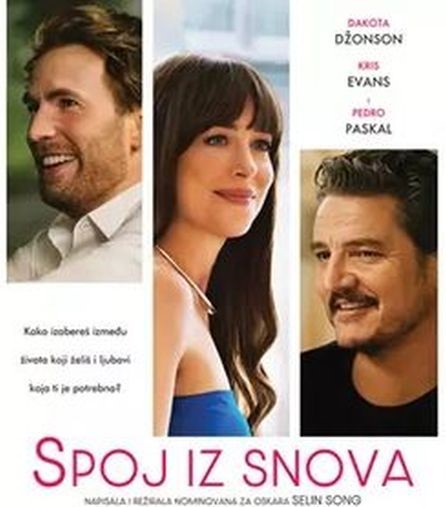 DAKOTA
DŽONSON
KRIS
EVANS
I
PEDRO
PASKAL
Kako izabereš između
života koji želiš i ljubavi
koja ti je potrebna?
SPOJ IZ SNOVA
NAPISALA I REŽIRALA NOMINOVANA ZA OSKARA SELIN SONG